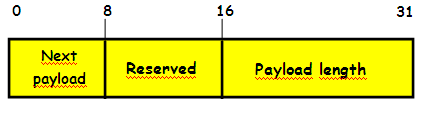 0 8 16 31
Next
payload
Reserved
Payload length